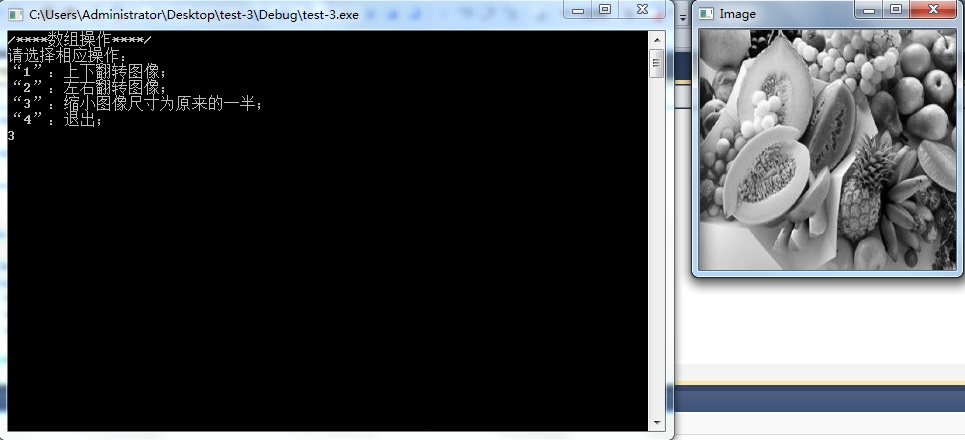 C:\Users\Administrator\Desktop\test-3\Debug\test-3.exe
/****数组操作****/
请选择相应操作：
“1”：上下翻转图像；
“2”：左右翻转图像；
“3”：缩小图像尺寸为原来的一半；
“4”：退出；
3
Image